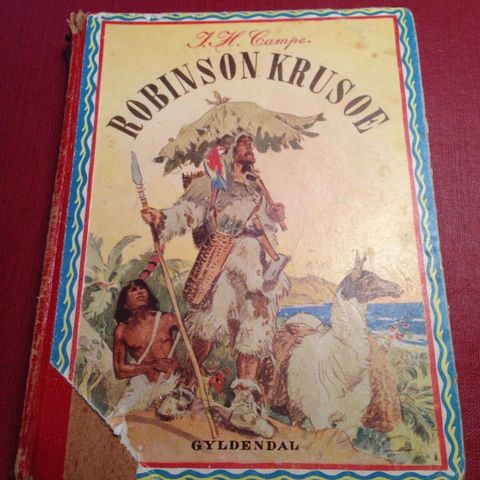 J. H. Campe.
ROBINSON KRUSOE
GYLDENDAL